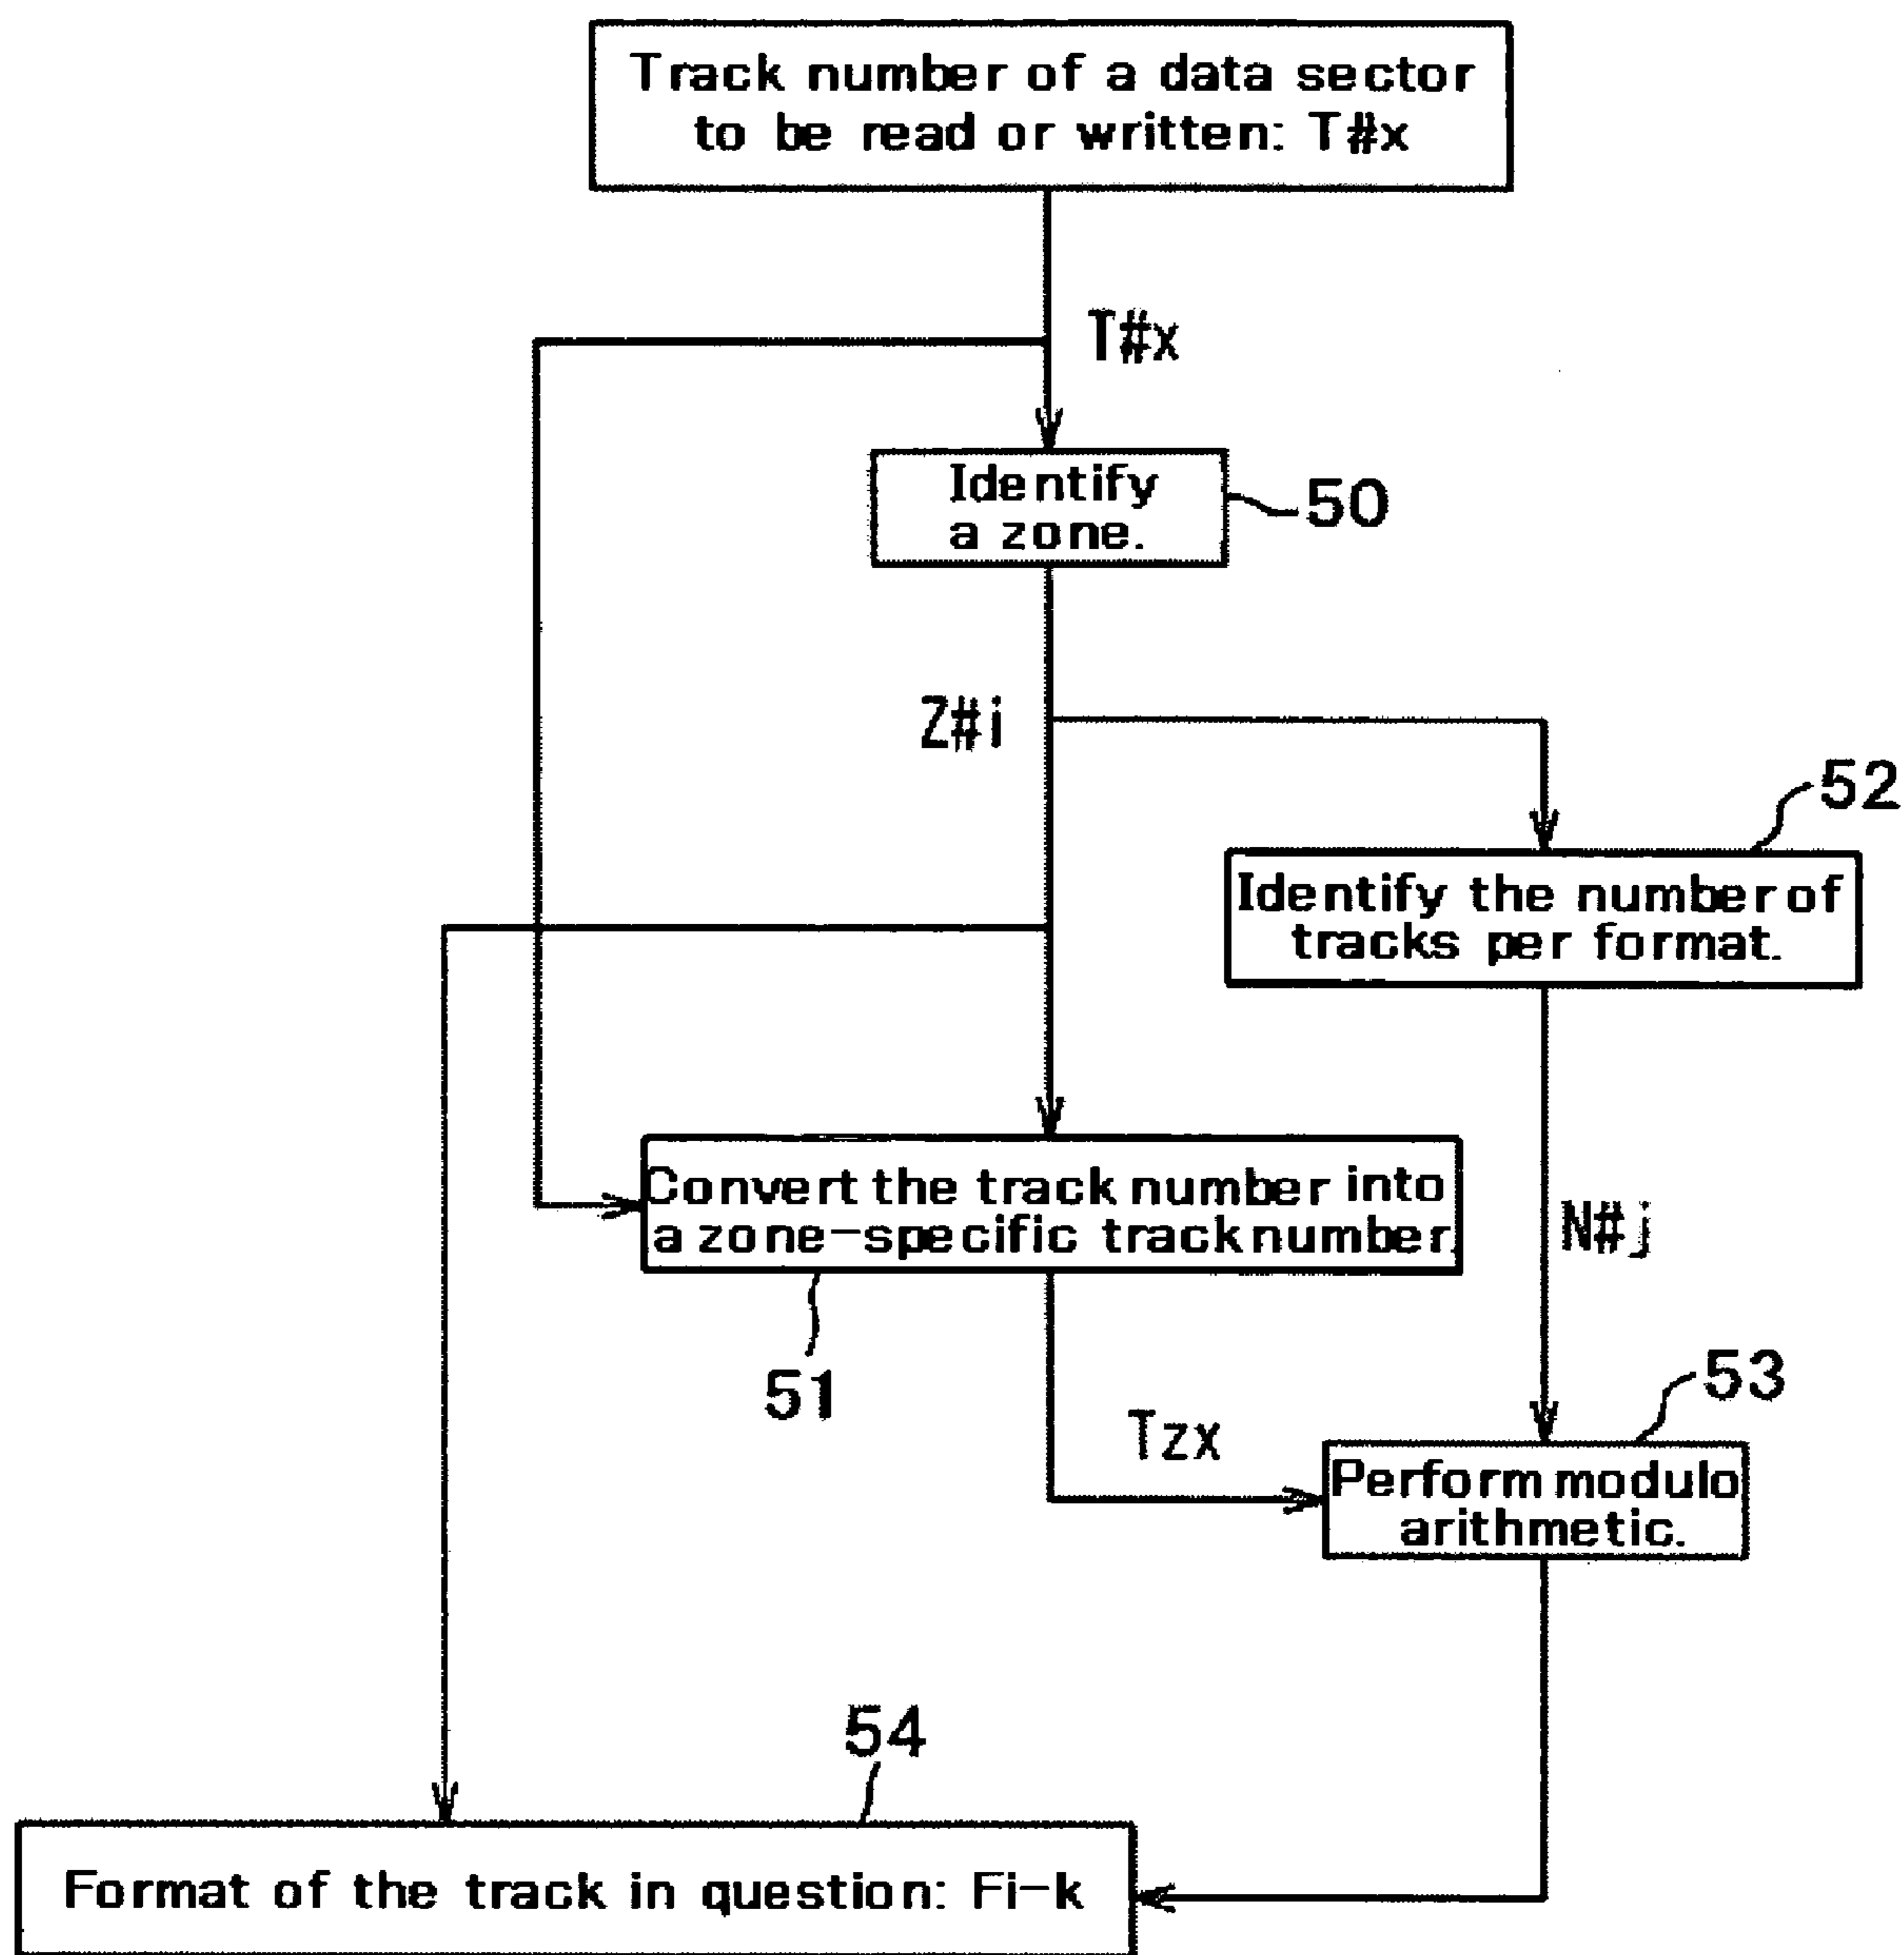 Track number of a data sector
to be read or written: T#x
T#x
Identify
a zone.
50
Z#i
52
Identify the number of
tracks per format.
Convert the track number into
a zone-specific track number.
N#j
51
53
Tzx
Perform modulo
arithmetic.
54
Format of the track in question: Fi-k